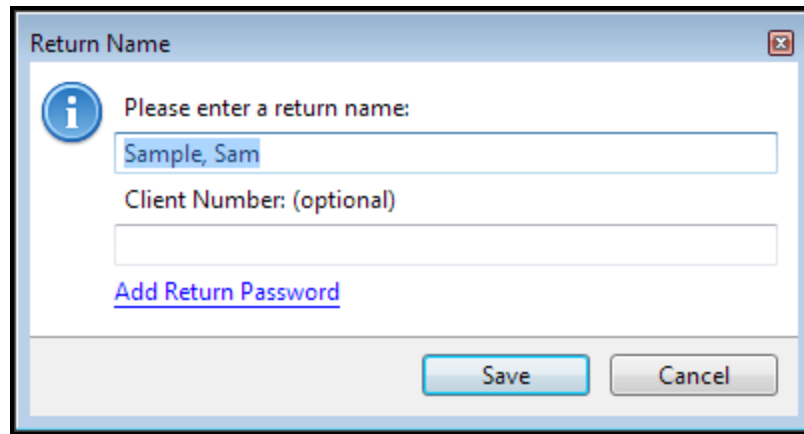 Return Name
Please enter a return name:
Sample, Sam
Client Number: (optional)
Add Return Password
Save Cancel